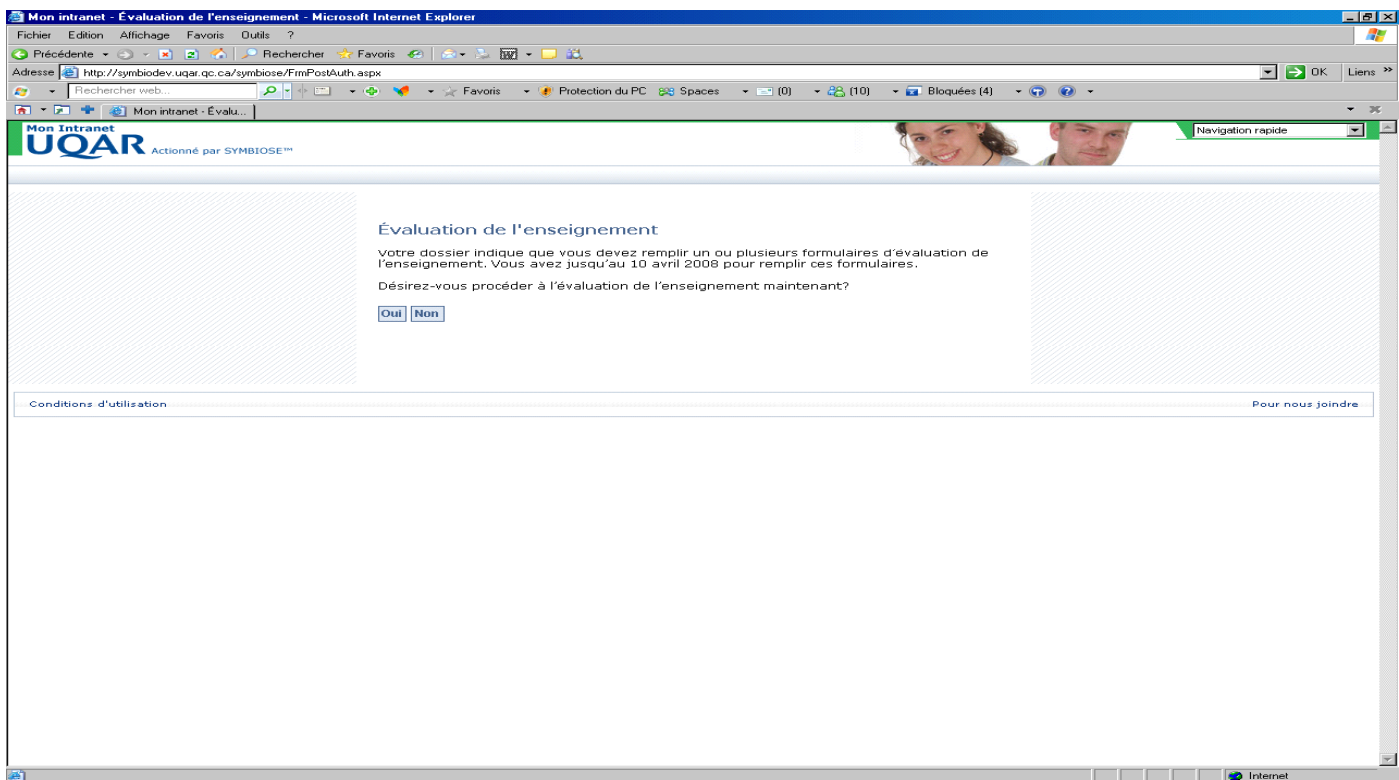 Mon intranet - Évaluation de l'enseignement - Microsoft Internet Explorer
Fichier Edition Affichage Favoris Outils ?
Précédente Rechercher Favoris
Adresse http://symbiodev.uqar.qc.ca/symbiose/FrmPostAuth.aspx OK Liens »
Rechercher web... Favoris Protection du PC Spaces (0) (10) Bloquées (4)
Mon intranet - Évalu...
Mon Intranet
UQAR Actionné par SYMBIOSE™
Navigation rapide
Évaluation de l'enseignement
Votre dossier indique que vous devez remplir un ou plusieurs formulaires d'évaluation de
l'enseignement. Vous avez jusqu'au 10 avril 2008 pour remplir ces formulaires.
Désirez-vous procéder à l'évaluation de l'enseignement maintenant?
Oui Non
Conditions d'utilisation Pour nous joindre
Internet